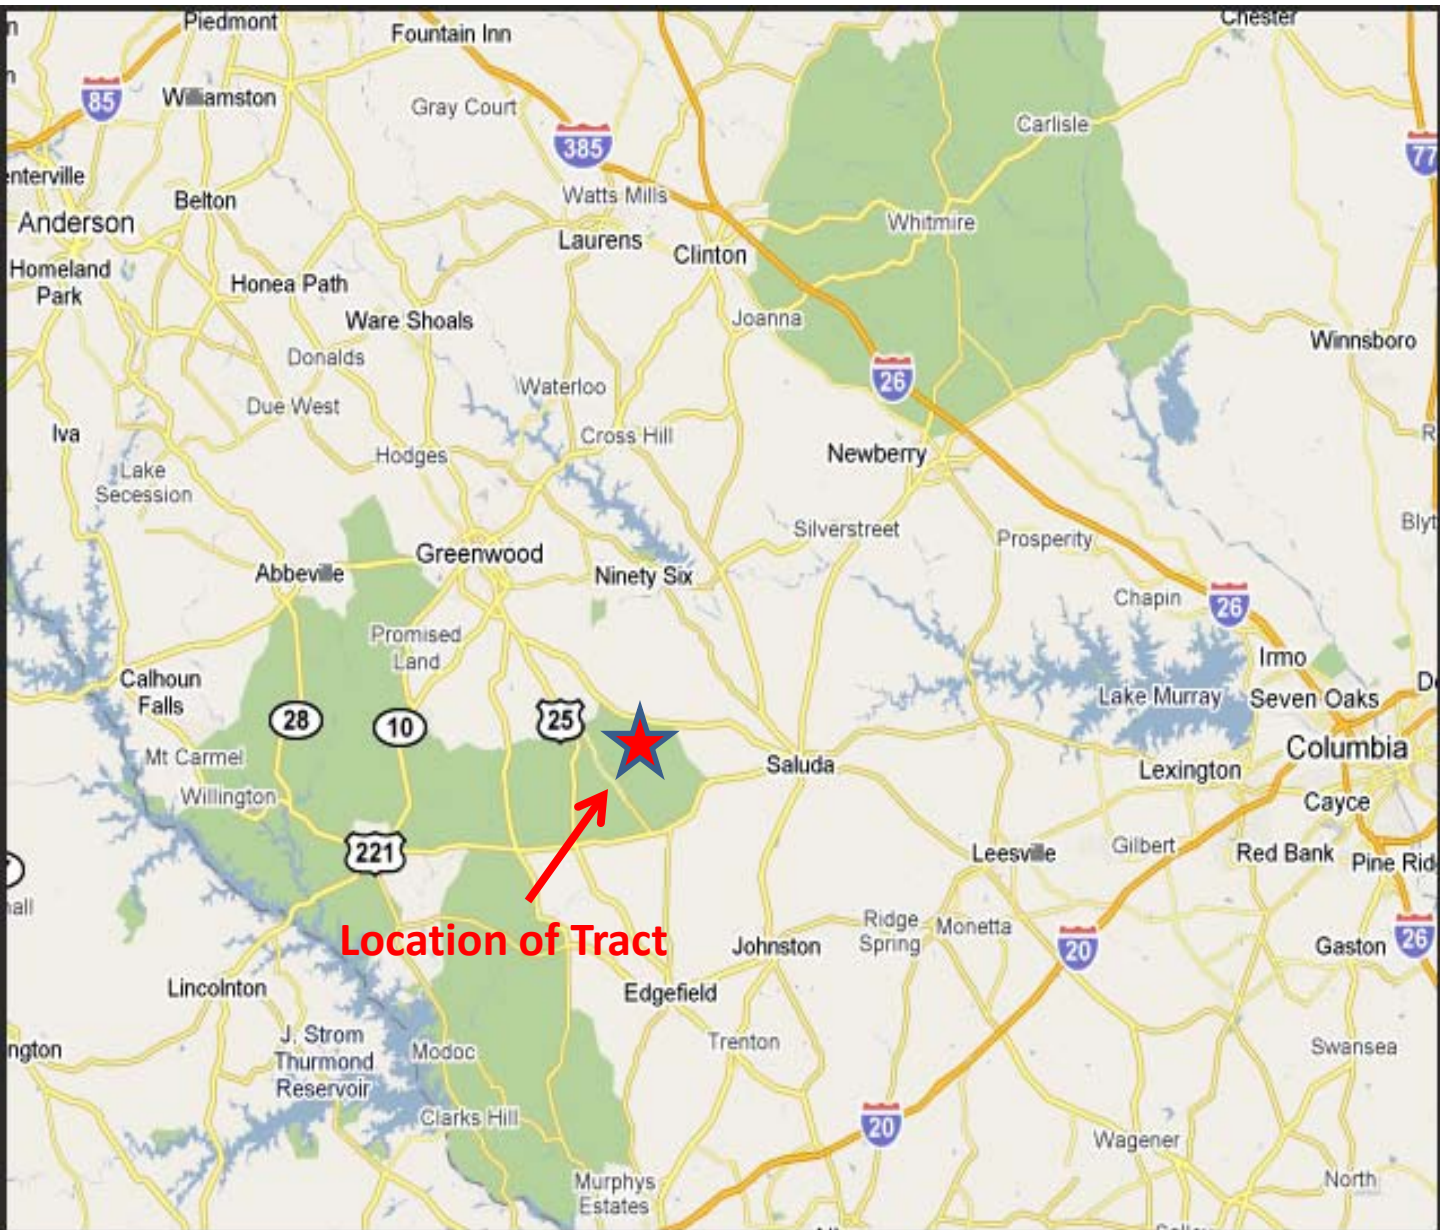 Piedmont
Fountain Inn
Chester
85
Williamston
Gray Court
385
Carlisle
77
enterville
Belton
Watts Mills
Anderson
Laurens
Clinton
Whitmire
Homeland
Park
Honea Path
Ware Shoals
Joanna
Winnsboro
Donalds
26
Waterloo
Due West
Iva
Cross Hill
Hodges
Newberry
Lake
Secession
Silverstreet
Prosperity
Blyt
Greenwood
Abbeville
Ninety Six
Chapin
26
Promised
Land
Irmo
Calhoun
Falls
Lake Murray
Seven Oaks
28
10
25
Columbia
Mt Carmel
Saluda
Lexington
Willington
Cayce
221
Leesville
Gilbert
Red Bank
Pine Rid
Location of Tract
Ridge
Spring
Monetta
Johnston
20
Gaston
26
Lincolnton
Edgefield
J. Strom
Thurmond
Reservoir
ngton
Modoc
Trenton
Swansea
Clarks Hill
20
Wagener
Murphys
Estates
North